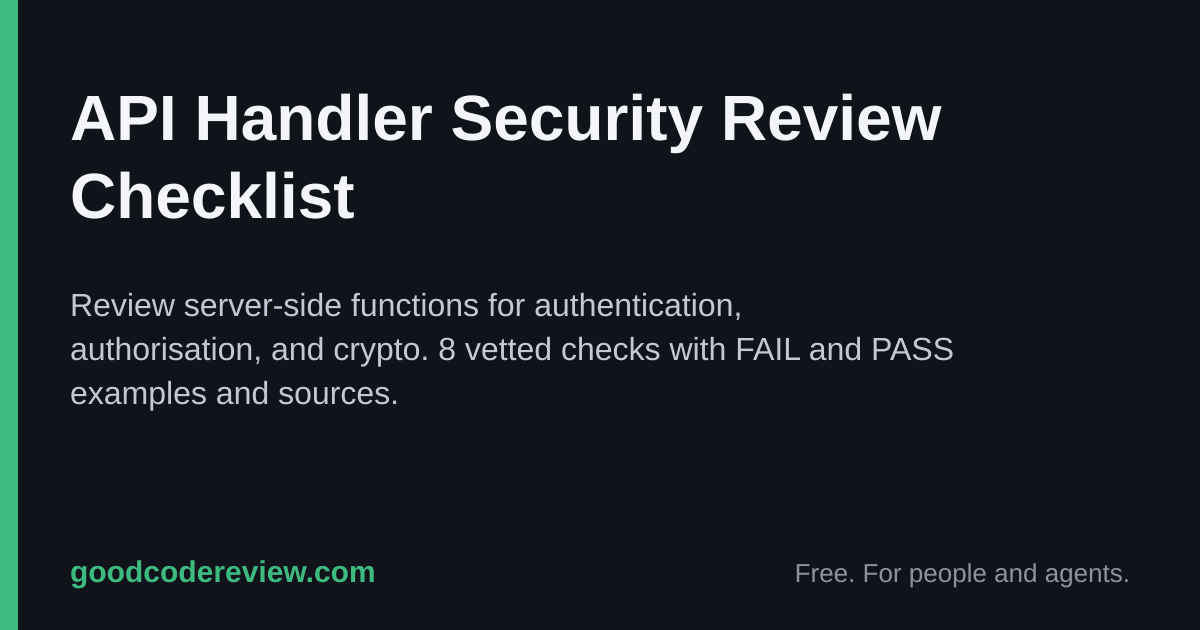 API Handler Security Review
Checklist
Review server-side functions for authentication,
authorisation, and crypto. 8 vetted checks with FAIL and PASS
examples and sources.
goodcodereview.com
Free. For people and agents.